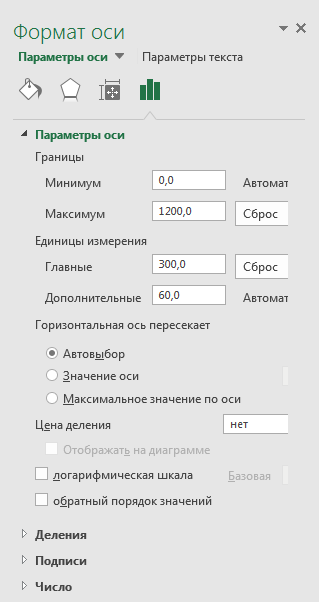 Формат оси
Параметры оси Параметры текста
Параметры оси
Границы
Минимум 0,0 Автомат
Максимум 1200,0 Сброс
Единицы измерения
Главные 300,0 Сброс
Дополнительные 60,0 Автомат
Горизонтальная ось пересекает
Автовыбор
Значение оси
Максимальное значение по оси
Цена деления нет
Отображать на диаграмме
логарифмическая шкала Базовая
обратный порядок значений
Деления
Подписи
Число